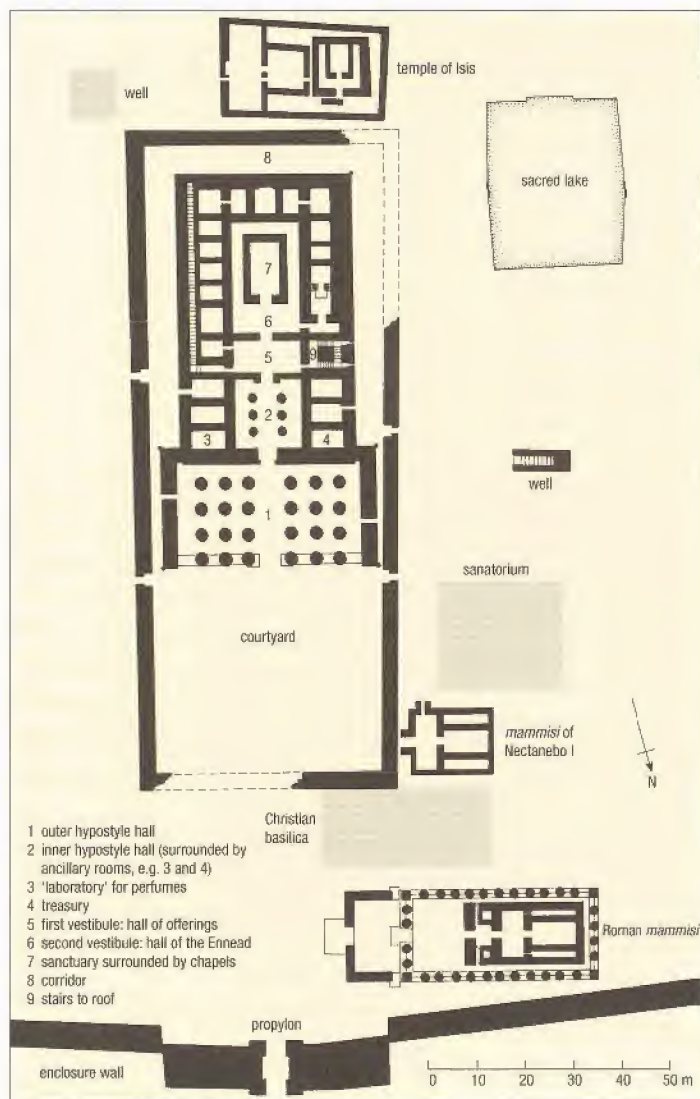 temple of Isis
well
8
sacred lake
7
6
5
9
2
3
4
1
well
sanatorium
courtyard
mammisi of
Nectanebo I
N
Christian
basilica
1 outer hypostyle hall
2 inner hypostyle hall (surrounded by
ancillary rooms, e.g. 3 and 4)
3 'laboratory' for perfumes
4 treasury
5 first vestibule: hall of offerings
6 second vestibule: hall of the Ennead
7 sanctuary surrounded by chapels
8 corridor
9 stairs to roof
Roman mammisi
propylon
enclosure wall
0 10 20 30 40 50 m